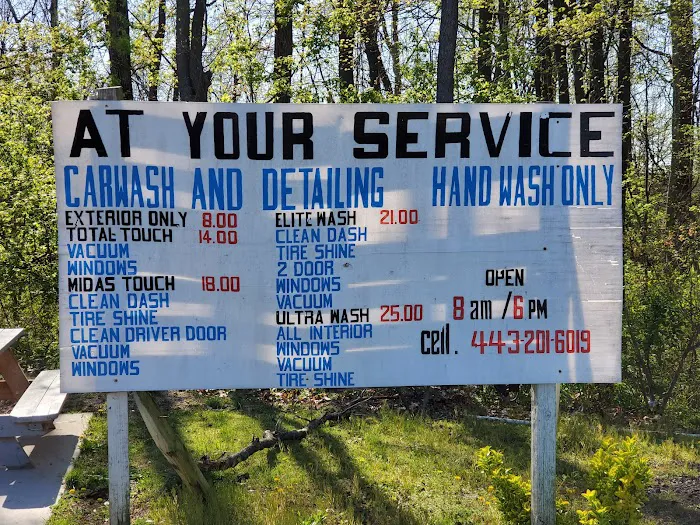 AT YOUR SERVICE
CARWASH AND DETAILING HAND WASH ONLY
EXTERIOR ONLY 8.00
TOTAL TOUCH 14.00
VACUUM
WINDOWS
MIDAS TOUCH 18.00
CLEAN DASH
TIRE SHINE
CLEAN DRIVER DOOR
VACUUM
WINDOWS
ELITE WASH 21.00
CLEAN DASH
TIRE SHINE
2 DOOR
WINDOWS
VACUUM
ULTRA WASH 25.00
ALL INTERIOR
WINDOWS
VACUUM
TIRE SHINE
OPEN
8 am / 6 PM
cell. 443-201-6019